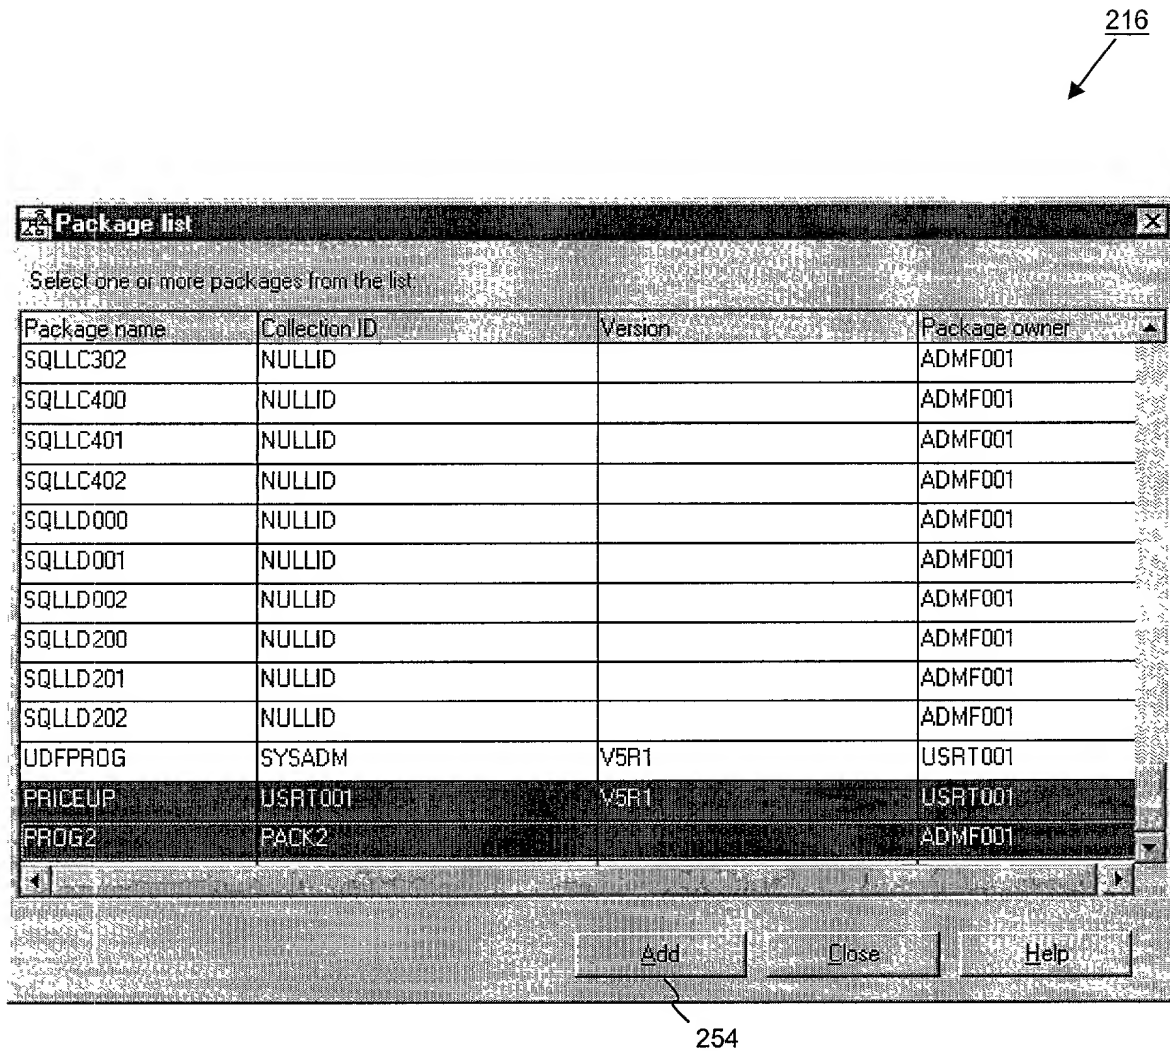 216
Package list
Select one or more packages from the list:
Package name Collection ID Version Package owner
SQLLC302 NULLID ADMF001
SQLLC400 NULLID ADMF001
SQLLC401 NULLID ADMF001
SQLLC402 NULLID ADMF001
SQLLD000 NULLID ADMF001
SQLLD001 NULLID ADMF001
SQLLD002 NULLID ADMF001
SQLLD200 NULLID ADMF001
SQLLD201 NULLID ADMF001
SQLLD202 NULLID ADMF001
UDFPROG SYSADM V5R1 USRT001
PRICEUP USRT001 V5R1 USRT001
PROG2 PACK2 ADMF001
Add Close Help
254